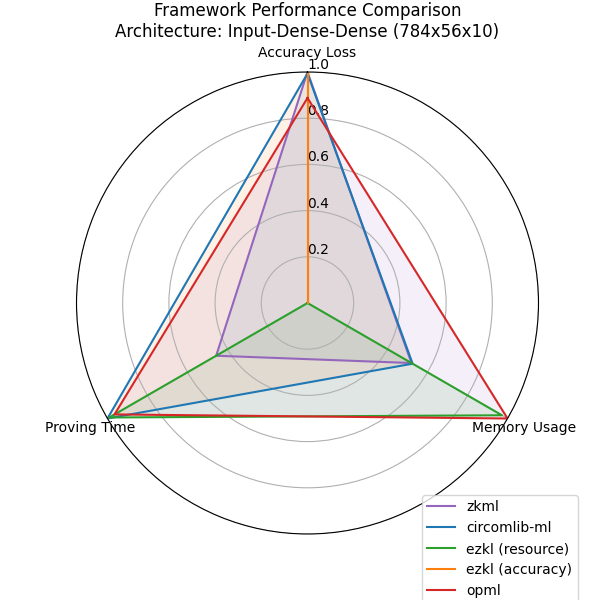 Framework Performance Comparison
Architecture: Input-Dense-Dense (784x56x10)
Accuracy Loss
1.0
0.8
0.6
0.4
0.2
Proving Time
Memory Usage
zkml
circomlib-ml
ezkl (resource)
ezkl (accuracy)
opml